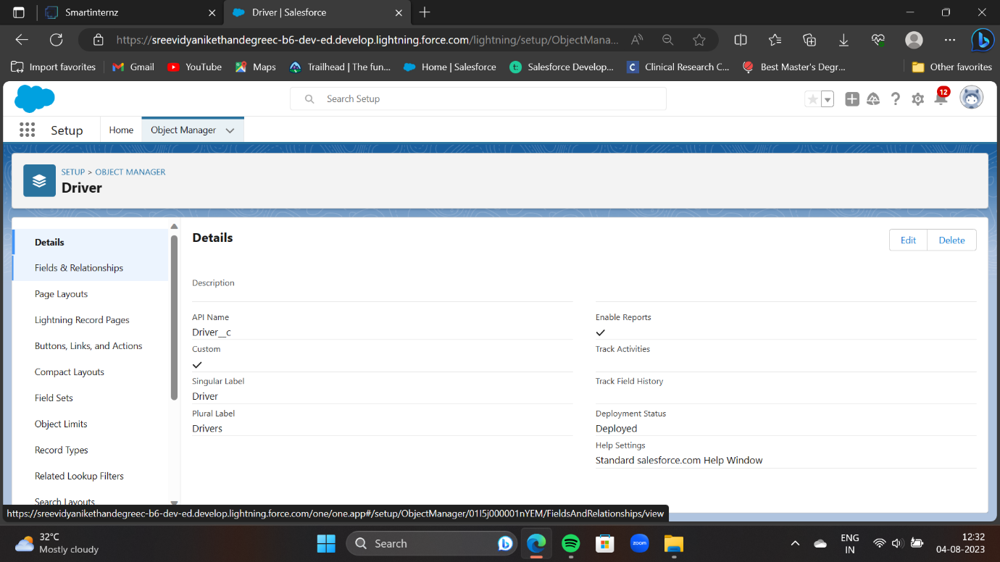 Smartinternz
Driver | Salesforce
https://sreevidyanikethandegreec-b6-dev-ed.develop.lightning.force.com/lightning/setup/ObjectMana...
Import favorites
Gmail
YouTube
Maps
Trailhead | The fun...
Home | Salesforce
Salesforce Develop...
Clinical Research C...
Best Master's Degr...
Other favorites
Search Setup
12
Setup
Home
Object Manager
SETUP > OBJECT MANAGER
Driver
Details
Fields & Relationships
Page Layouts
Lightning Record Pages
Buttons, Links, and Actions
Compact Layouts
Field Sets
Object Limits
Record Types
Related Lookup Filters
Search Layouts
Details
Edit
Delete
Description
API Name
Driver__c
Custom
Singular Label
Driver
Plural Label
Drivers
Enable Reports
Track Activities
Track Field History
Deployment Status
Deployed
Help Settings
Standard salesforce.com Help Window
https://sreevidyanikethandegreec-b6-dev-ed.develop.lightning.force.com/one/one.app#/setup/ObjectManager/01I5j000001nYEM/FieldsAndRelationships/view
32°C
Mostly cloudy
Search
zoom
ENG
IN
12:32
04-08-2023